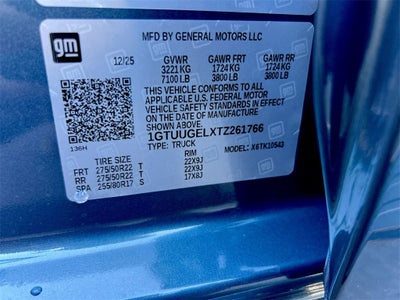 gm
MFD BY GENERAL MOTORS LLC
12/25 GVWR GAWR FRT GAWR RR
3221 KG 1724 KG 1724 KG
7100 LB 3800 LB 3800 LB
THIS VEHICLE CONFORMS TO ALL
APPLICABLE U.S. FEDERAL MOTOR
VEHICLE SAFETY STANDARDS IN EFFECT
ON THE DATE OF MANUFACTURE
SHOWN ABOVE.
1GTUUGELXTZ261766
TYPE: TRUCK MODEL: X6TK10543
136H
TIRE SIZE RIM
FRT 275/50R22 T 22X9J
RR 275/50R22 T 22X9J
SPA 255/80R17 S 17X8J